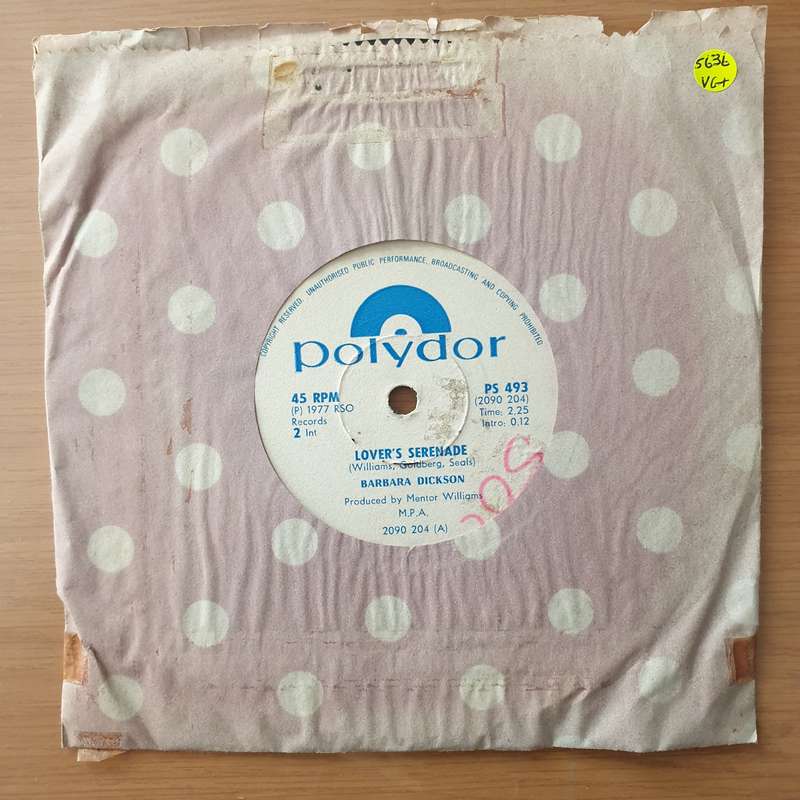 5636
VG+
COPYRIGHT RESERVED. UNAUTHORISED PUBLIC PERFORMANCE, BROADCASTING AND COPYING PROHIBITED
polydor
45 RPM
(P) 1977 RSO
Records
2 Int
PS 493
(2090 204)
Time: 2.25
Intro: 0,12
LOVER'S SERENADE
(Williams, Goldberg, Seals)
BARBARA DICKSON
Produced by Mentor Williams
M.P.A.
2090 204 (A)